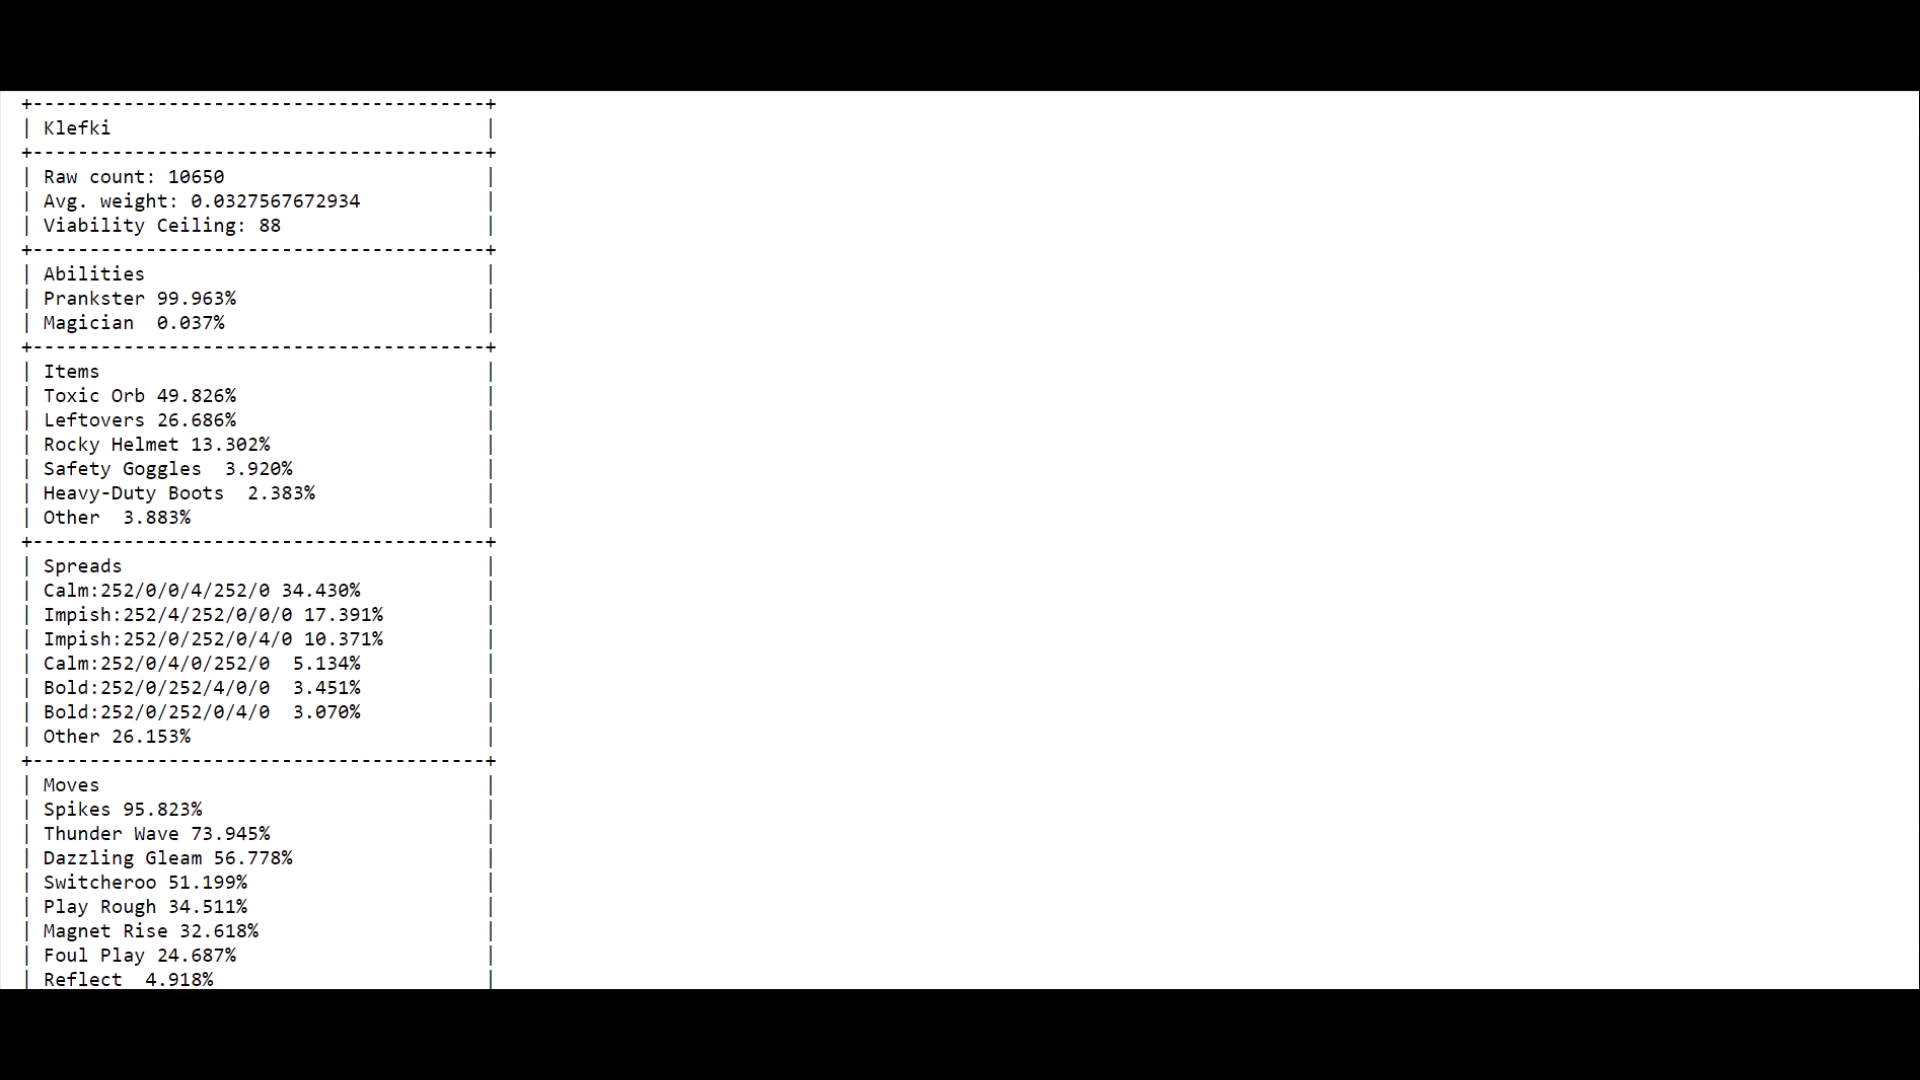 +----------------------------------------+
| Klefki |
+----------------------------------------+
| Raw count: 10650 |
| Avg. weight: 0.0327567672934 |
| Viability Ceiling: 88 |
+----------------------------------------+
| Abilities |
| Prankster 99.963% |
| Magician  0.037% |
+----------------------------------------+
| Items |
| Toxic Orb 49.826% |
| Leftovers 26.686% |
| Rocky Helmet 13.302% |
| Safety Goggles  3.920% |
| Heavy-Duty Boots  2.383% |
| Other  3.883% |
+----------------------------------------+
| Spreads |
| Calm:252/0/0/4/252/0 34.430% |
| Impish:252/4/252/0/0/0 17.391% |
| Impish:252/0/252/0/4/0 10.371% |
| Calm:252/0/4/0/252/0  5.134% |
| Bold:252/0/252/4/0/0  3.451% |
| Bold:252/0/252/0/4/0  3.070% |
| Other 26.153% |
+----------------------------------------+
| Moves |
| Spikes 95.823% |
| Thunder Wave 73.945% |
| Dazzling Gleam 56.778% |
| Switcheroo 51.199% |
| Play Rough 34.511% |
| Magnet Rise 32.618% |
| Foul Play 24.687% |
| Reflect  4.918% |